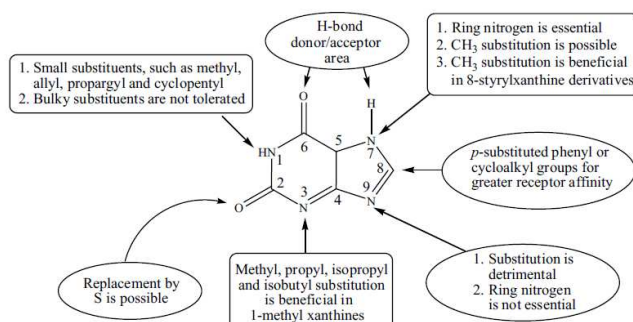 H-bond
donor/acceptor
area
1. Ring nitrogen is essential
2. CH₃ substitution is possible
3. CH₃ substitution is beneficial
in 8-styrylxanthine derivatives
1. Small substituents, such as methyl,
allyl, propargyl and cyclopentyl
2. Bulky substituents are not tolerated
O
H
6
5
N
7
HN
1
8
p-substituted phenyl or
cycloalkyl groups for
greater receptor affinity
2
3
N
4
9
N
O
Replacement by
S is possible
Methyl, propyl, isopropyl
and isobutyl substitution
is beneficial in
1-methyl xanthines
1. Substitution is
detrimental
2. Ring nitrogen
is not essential